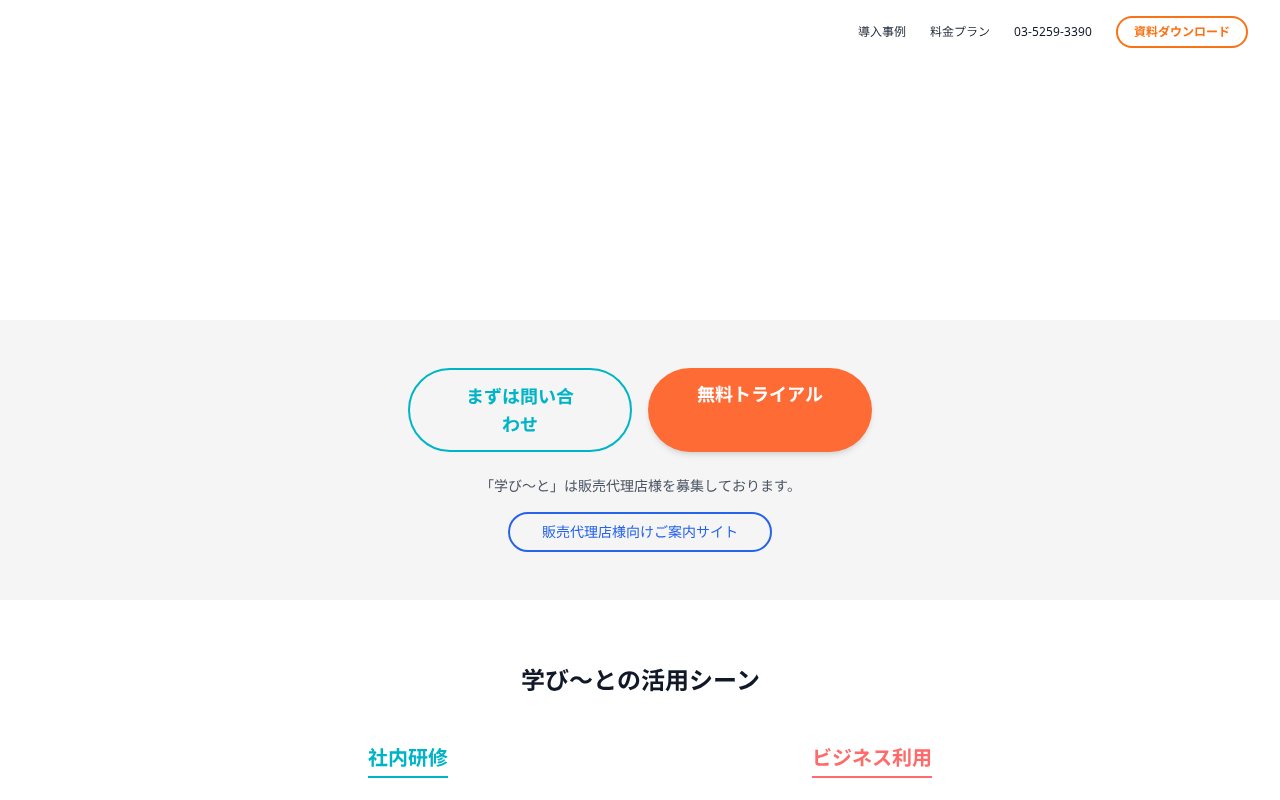 導入事例
料金プラン
03-5259-3390
資料ダウンロード
まずは問い合
わせ
無料トライアル
「学び〜と」は販売代理店様を募集しております。
販売代理店様向けご案内サイト
学び〜との活用シーン
社内研修
ビジネス利用